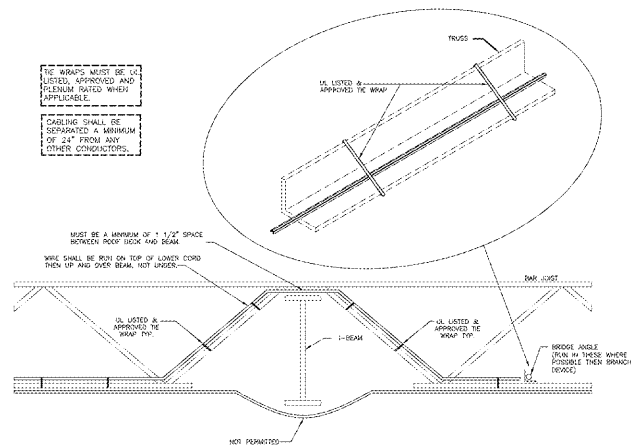 TIE WRAPS MUST BE UL
LISTED, APPROVED AND
PLENUM RATED WHEN
APPLICABLE.
CABLING SHALL BE
SEPARATED A MINIMUM
OF 24" FROM ANY
OTHER CONDUCTORS.
TRUSS
UL LISTED &
APPROVED TIE WRAP
MUST BE A MINIMUM OF 1 1/2" SPACE
BETWEEN ROOF DECK AND BEAM.
WIRE SHALL BE RUN ON TOP OF LOWER CORD
THEN UP AND OVER BEAM, NOT UNDER.
BAR JOIST
UL LISTED &
APPROVED TIE
WRAP TYP.
UL LISTED &
APPROVED TIE
WRAP TYP.
I-BEAM
BRIDGE ANGLE
(RUN IN THESE WHERE
POSSIBLE THEN BRANCH
DEVICE)
NOT PERMITTED